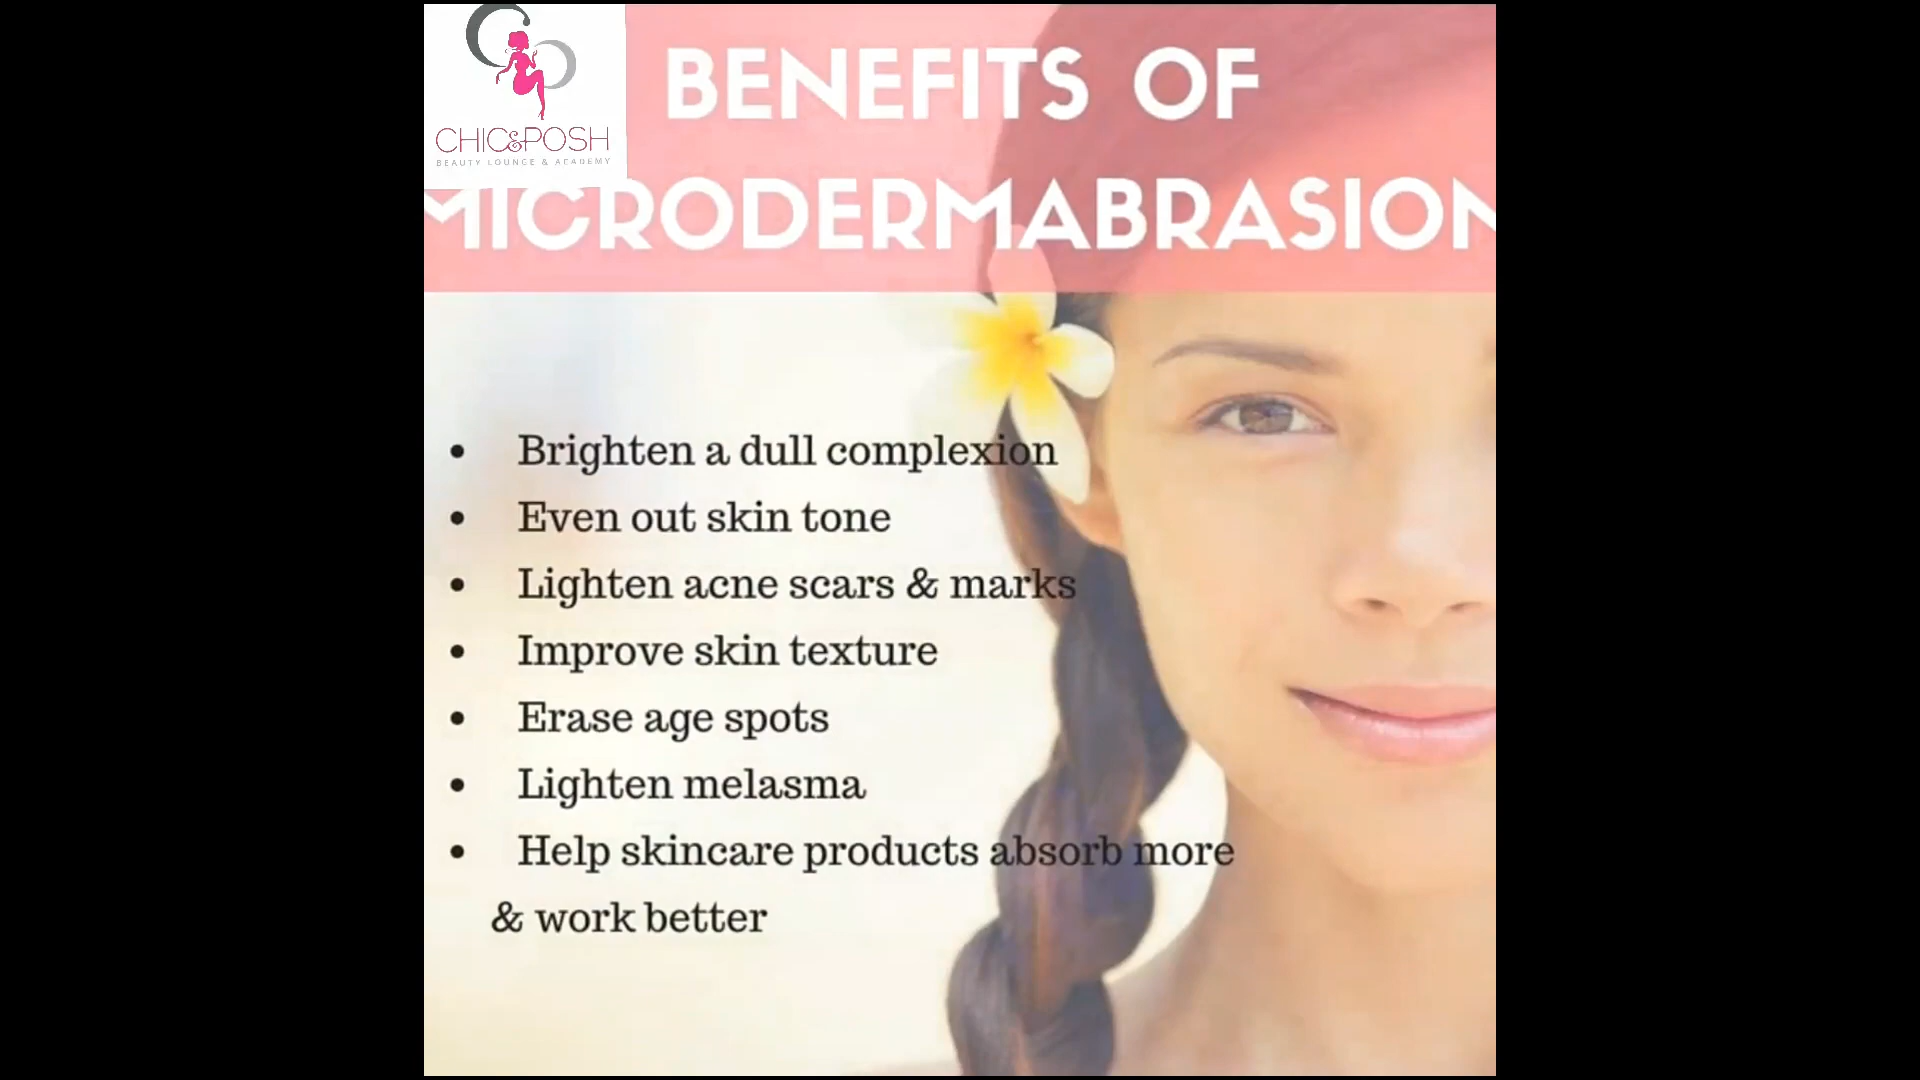 CHIC&POSH
BEAUTY LOUNGE & ACADEMY
BENEFITS OF
MICRODERMABRASION
• Brighten a dull complexion
• Even out skin tone
• Lighten acne scars & marks
• Improve skin texture
• Erase age spots
• Lighten melasma
• Help skincare products absorb more
& work better